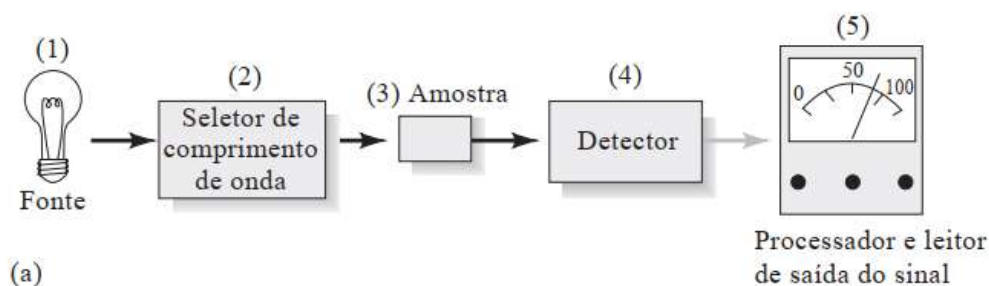 (1)
Fonte
(2)
Seletor de
comprimento
de onda
(3) Amostra
(4)
Detector
(5)
0
50
100
Processador e leitor
de saída do sinal
(a)